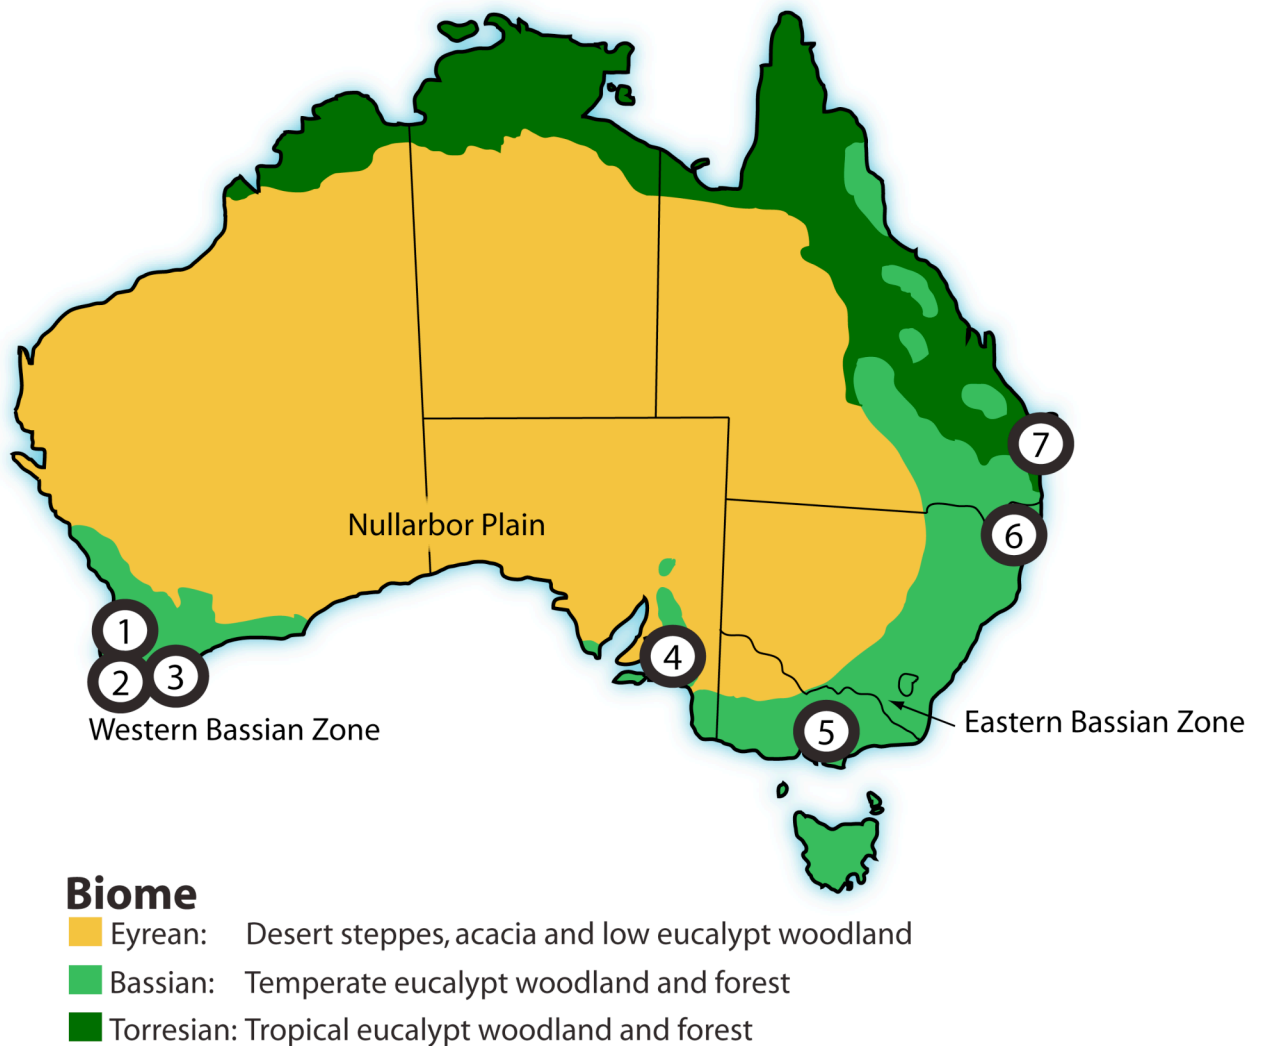 7
Nullarbor Plain
6
1
4
3
2
Western Bassian Zone
Eastern Bassian Zone
5
Biome
Eyrean: Desert steppes, acacia and low eucalypt woodland
Bassian: Temperate eucalypt woodland and forest
Torresian: Tropical eucalypt woodland and forest